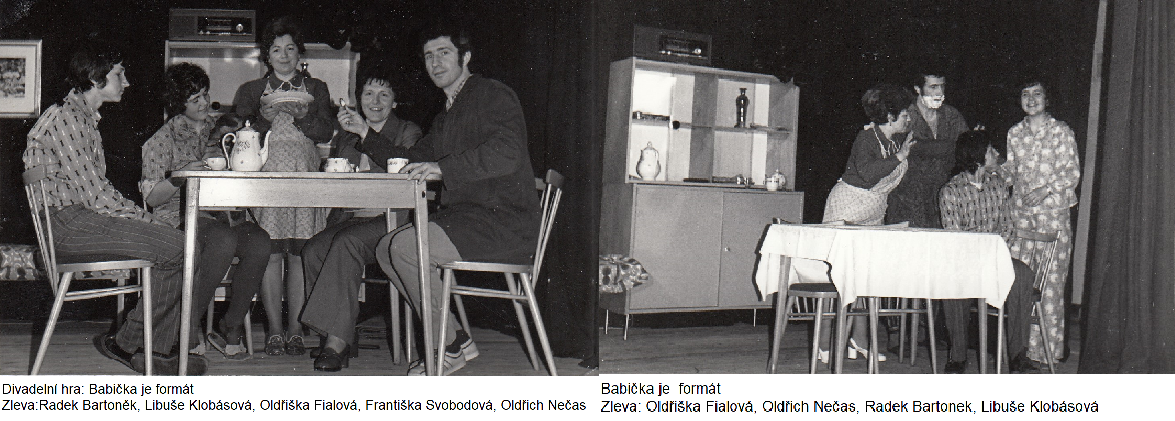 Divadelní hra: Babička je formát
Zleva:Radek Bartoněk, Libuše Klobásová, Oldřiška Fialová, Františka Svobodová, Oldřich Nečas
Babička je formát
Zleva: Oldřiška Fialová, Oldřich Nečas, Radek Bartonek, Libuše Klobásová